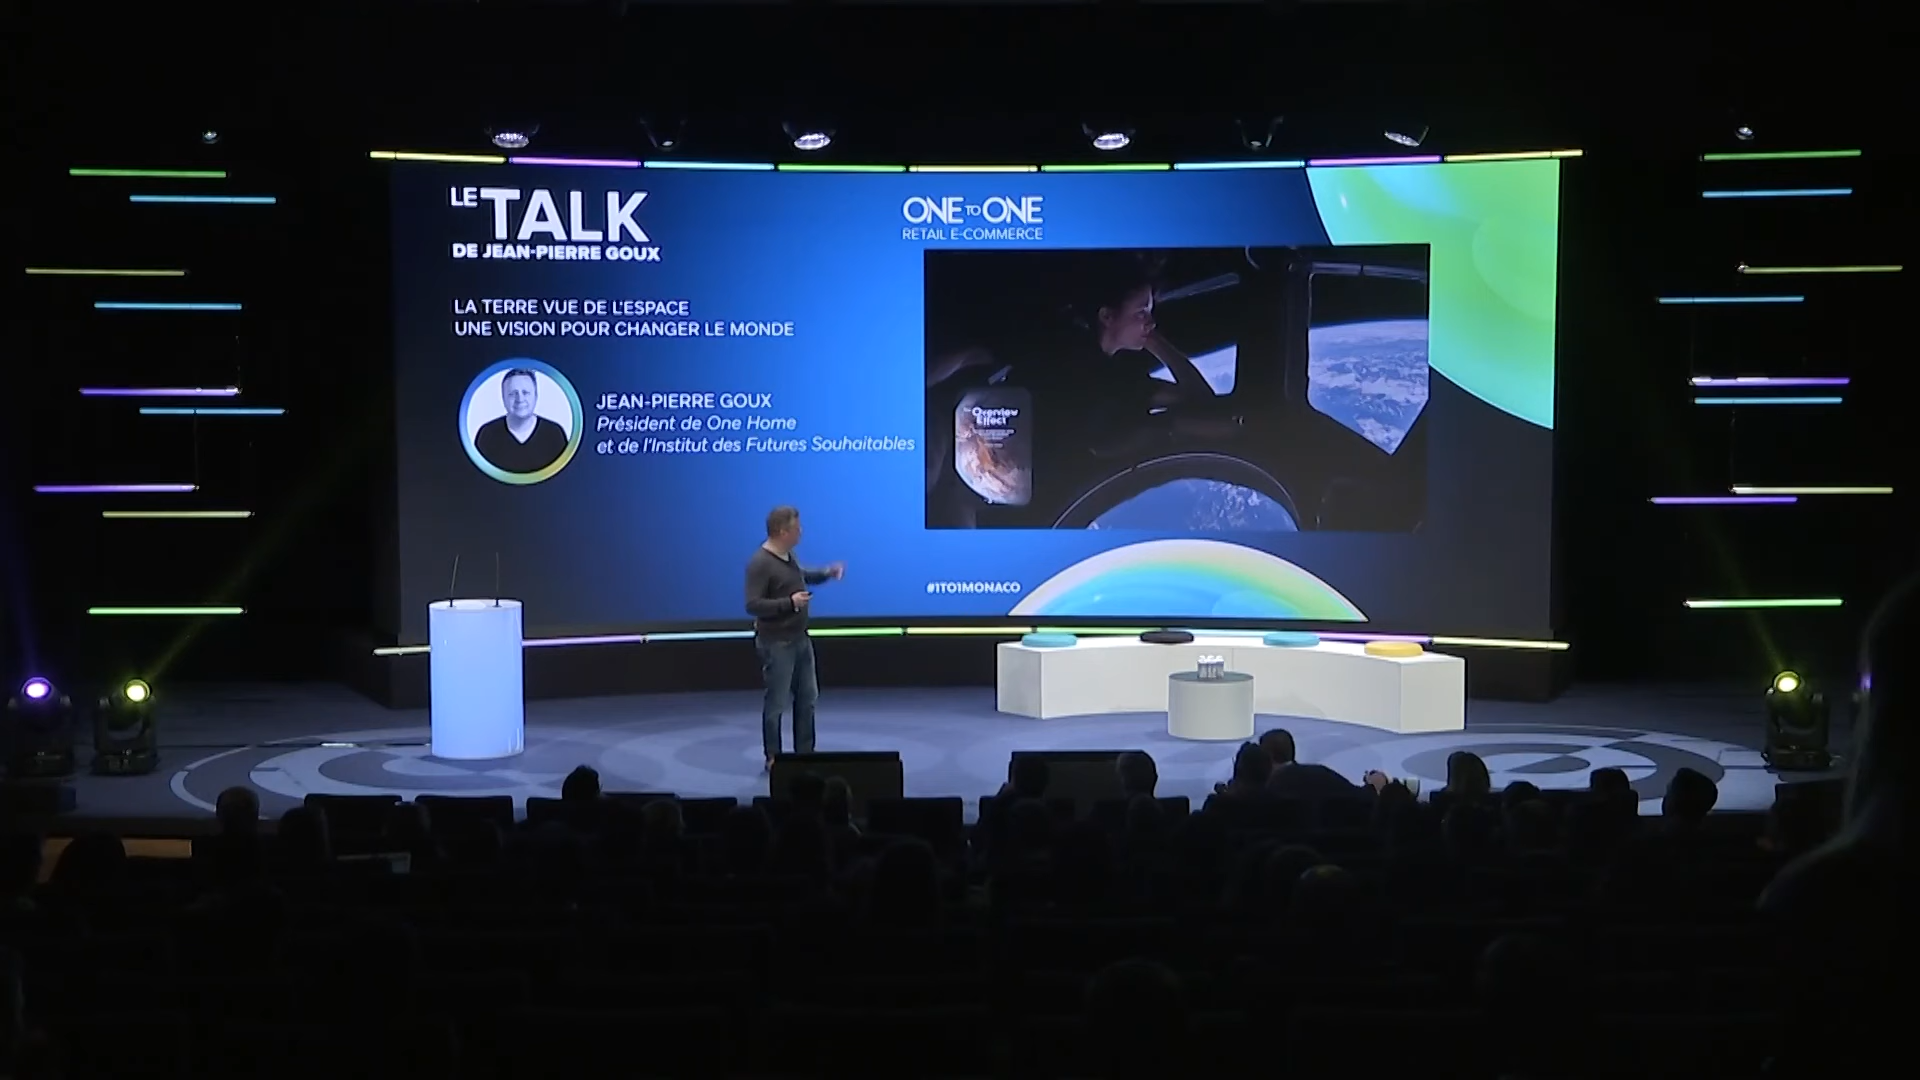 LE TALK
DE JEAN-PIERRE GOUX
LA TERRE VUE DE L'ESPACE
UNE VISION POUR CHANGER LE MONDE
JEAN-PIERRE GOUX
Président de One Home
et de l'Institut des Futures Souhaitables
ONE TO ONE
RETAIL E-COMMERCE
Overview
Effect
#1TO1MONACO